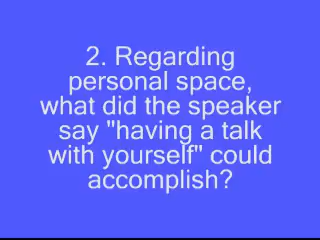 2. Regarding
personal space,
what did the speaker
say "having a talk
with yourself" could
accomplish?